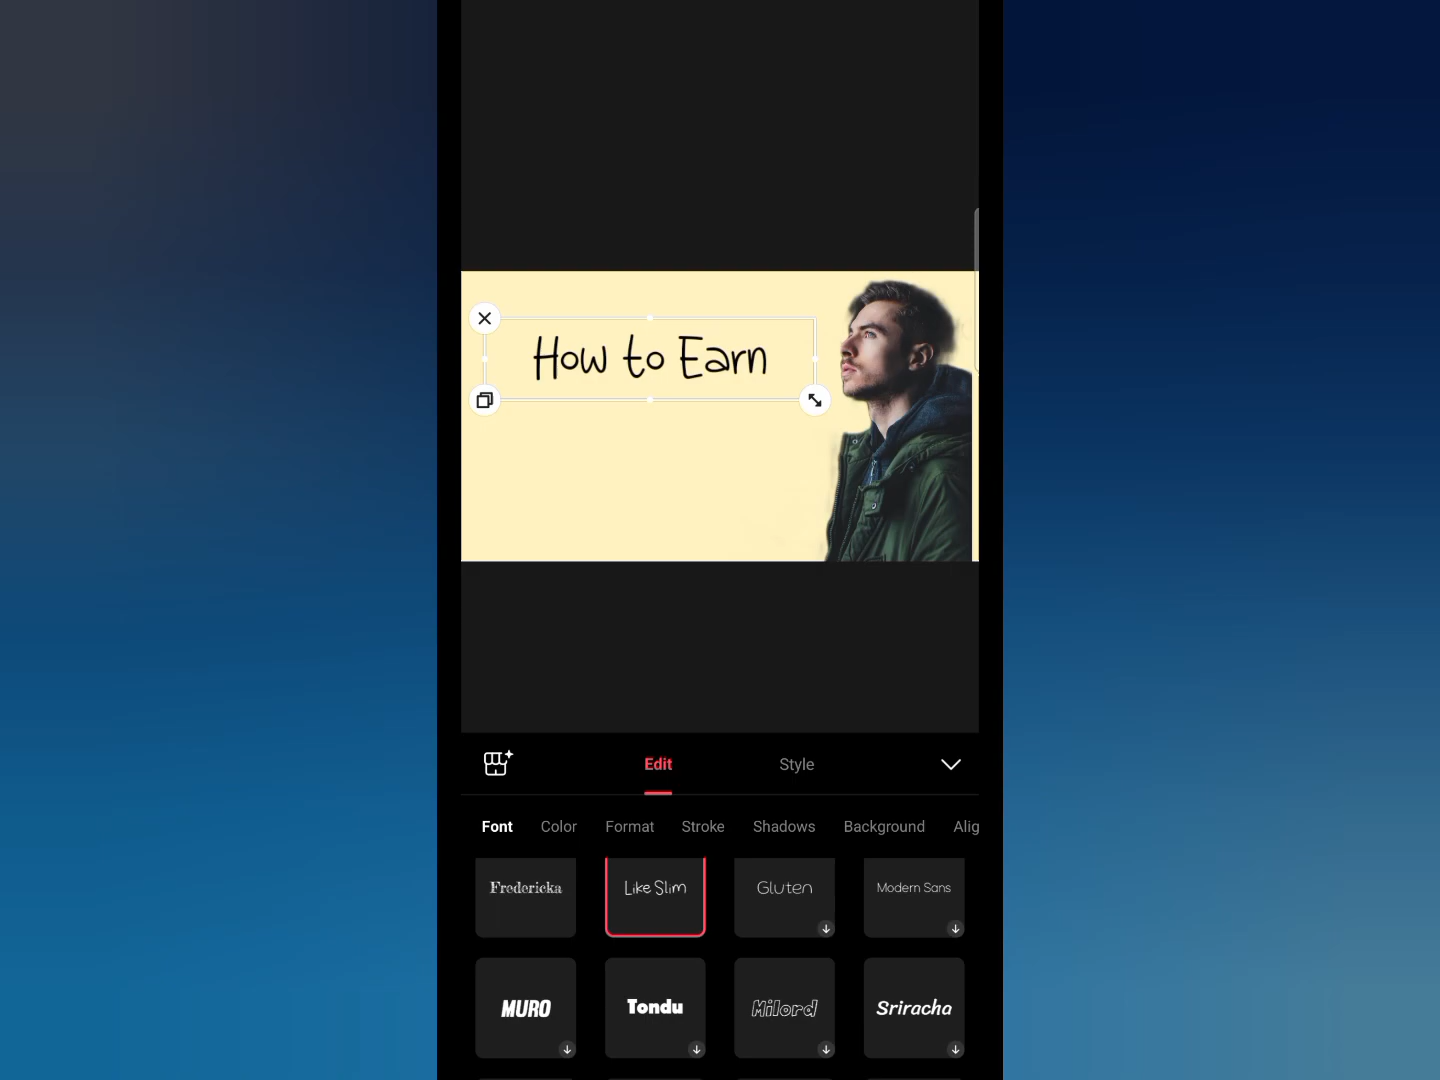 How to Earn
Edit Style
Font Color Format Stroke Shadows Background Alig
Fredericka Like Slim Gluten Modern Sans
MURO Tondu Milord Sriracha